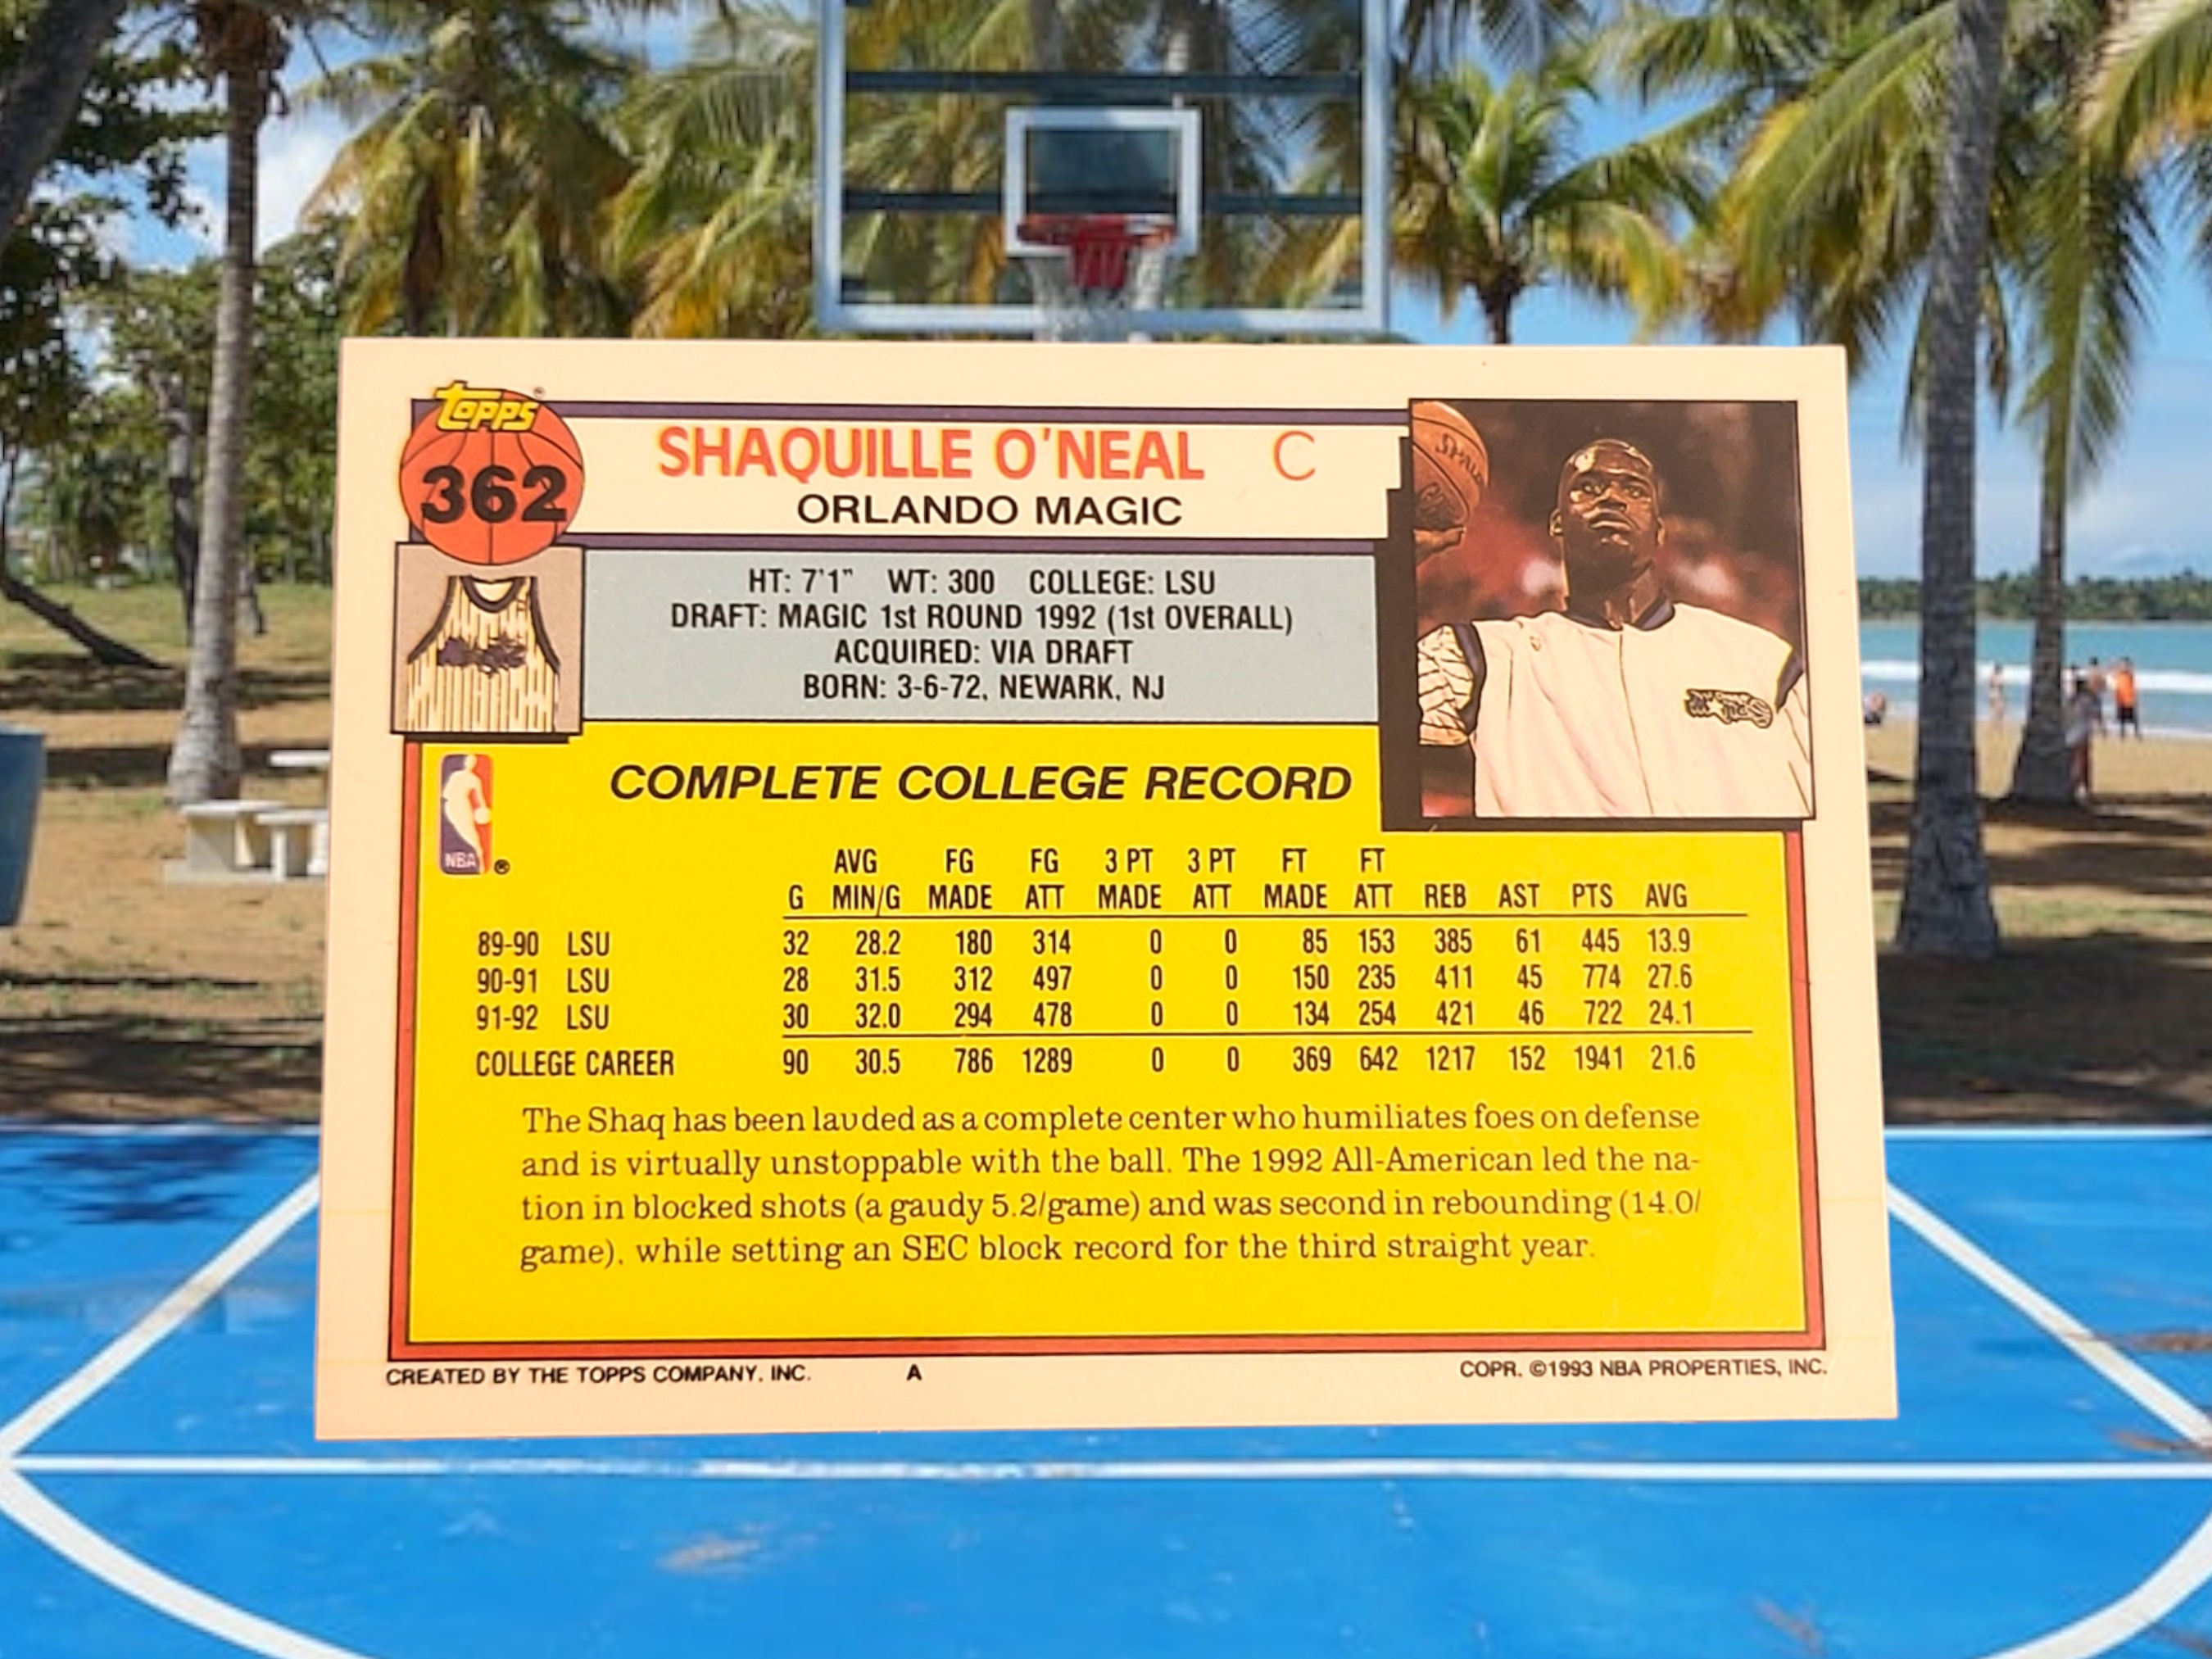 topps
362
SHAQUILLE O'NEAL C
ORLANDO MAGIC
HT: 7'1" WT: 300 COLLEGE: LSU
DRAFT: MAGIC 1st ROUND 1992 (1st OVERALL)
ACQUIRED: VIA DRAFT
BORN: 3-6-72, NEWARK, NJ
NBA ®
COMPLETE COLLEGE RECORD
AVG FG FG 3 PT 3 PT FT FT
G MIN/G MADE ATT MADE ATT MADE ATT REB AST PTS AVG
89-90 LSU 32 28.2 180 314 0 0 85 153 385 61 445 13.9
90-91 LSU 28 31.5 312 497 0 0 150 235 411 45 774 27.6
91-92 LSU 30 32.0 294 478 0 0 134 254 421 46 722 24.1
COLLEGE CAREER 90 30.5 786 1289 0 0 369 642 1217 152 1941 21.6
The Shaq has been lauded as a complete center who humiliates foes on defense
and is virtually unstoppable with the ball. The 1992 All-American led the na-
tion in blocked shots (a gaudy 5.2/game) and was second in rebounding (14.0/
game), while setting an SEC block record for the third straight year.
CREATED BY THE TOPPS COMPANY, INC. A COPR. ©1993 NBA PROPERTIES, INC.